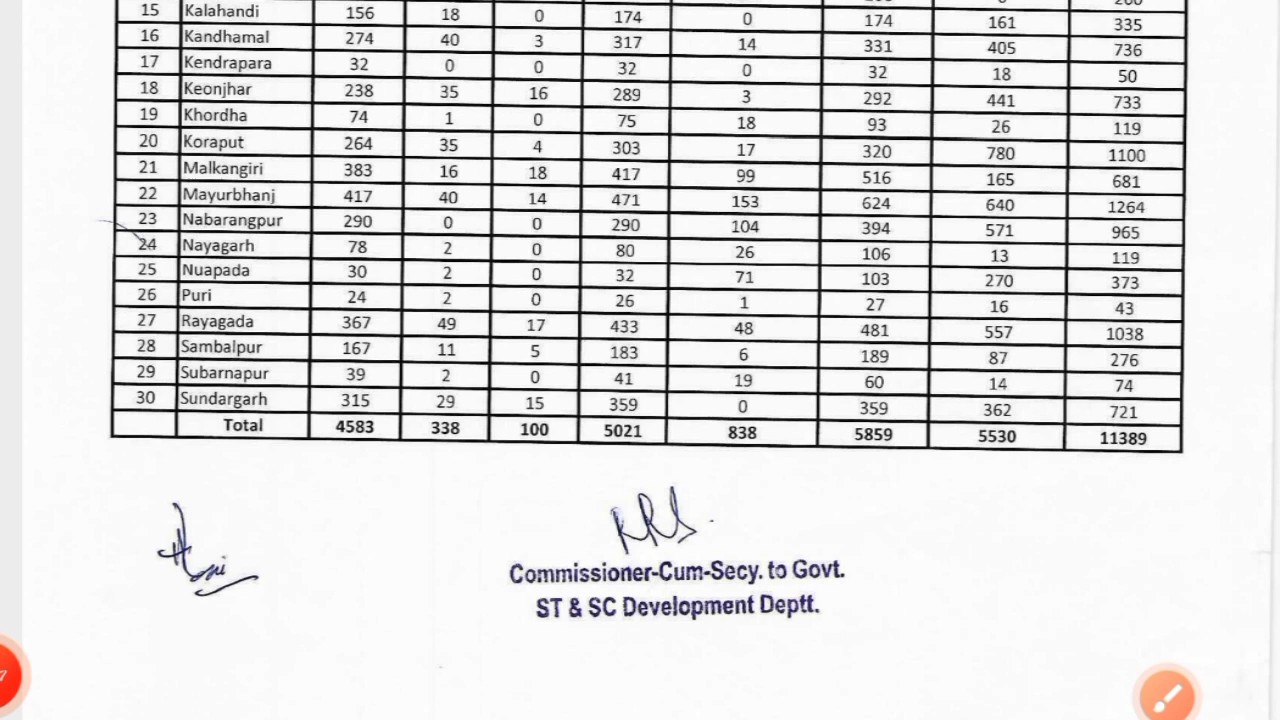 15 Kalahandi 156 18 0 174 0 174 161 335
16 Kandhamal 274 40 3 317 14 331 405 736
17 Kendrapara 32 0 0 32 0 32 18 50
18 Keonjhar 238 35 16 289 3 292 441 733
19 Khordha 74 1 0 75 18 93 26 119
20 Koraput 264 35 4 303 17 320 780 1100
21 Malkangiri 383 16 18 417 99 516 165 681
22 Mayurbhanj 417 40 14 471 153 624 640 1264
23 Nabarangpur 290 0 0 290 104 394 571 965
24 Nayagarh 78 2 0 80 26 106 13 119
25 Nuapada 30 2 0 32 71 103 270 373
26 Puri 24 2 0 26 1 27 16 43
27 Rayagada 367 49 17 433 48 481 557 1038
28 Sambalpur 167 11 5 183 6 189 87 276
29 Subarnapur 39 2 0 41 19 60 14 74
30 Sundargarh 315 29 15 359 0 359 362 721
Total 4583 338 100 5021 838 5859 5530 11389
Commissioner-Cum-Secy. to Govt.
ST & SC Development Deptt.